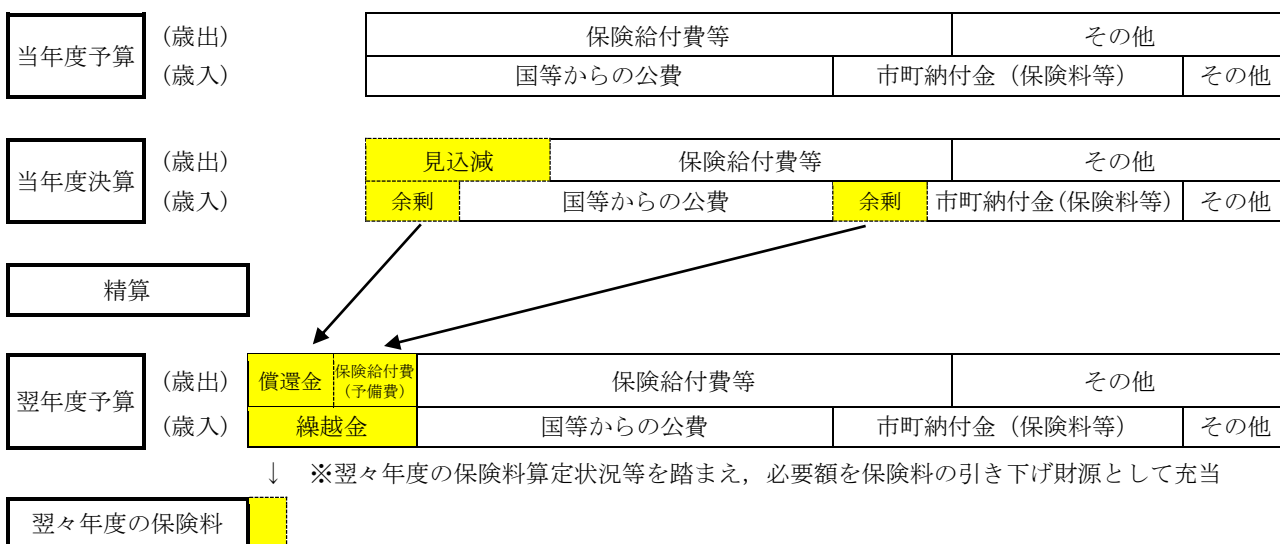 当年度予算 (歳出) 保険給付費等 その他
(歳入) 国等からの公費 市町納付金(保険料等) その他
当年度決算 (歳出) 見込減 保険給付費等 その他
(歳入) 余剰 国等からの公費 余剰 市町納付金(保険料等) その他
精算
翌年度予算 (歳出) 償還金 保険給付費(予備費) 保険給付費等 その他
(歳入) 繰越金 国等からの公費 市町納付金(保険料等) その他
↓ ※翌々年度の保険料算定状況等を踏まえ,必要額を保険料の引き下げ財源として充当
翌々年度の保険料